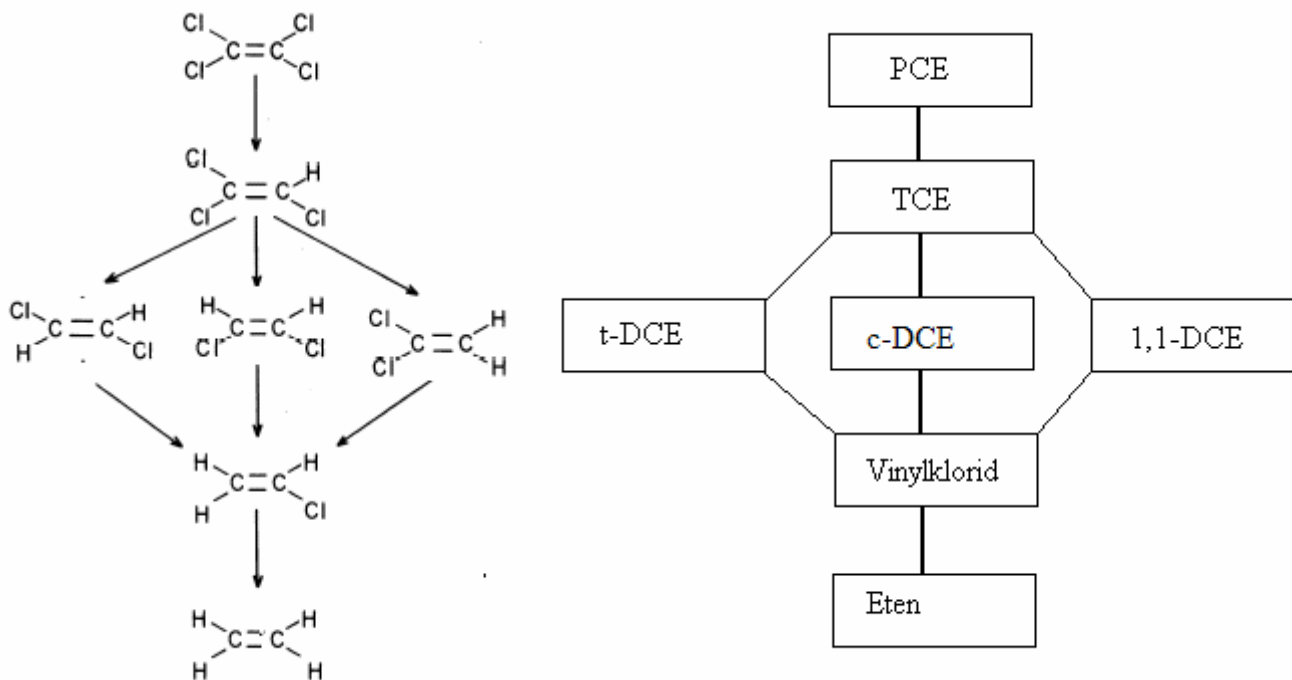 Cl Cl
C=C
Cl Cl
Cl H
C=C
Cl Cl
Cl H
C=C
H Cl
H H
C=C
Cl Cl
Cl H
C=C
Cl H
H H
C=C
H Cl
H H
C=C
H H
PCE
TCE
t-DCE
c-DCE
1,1-DCE
Vinylklorid
Eten